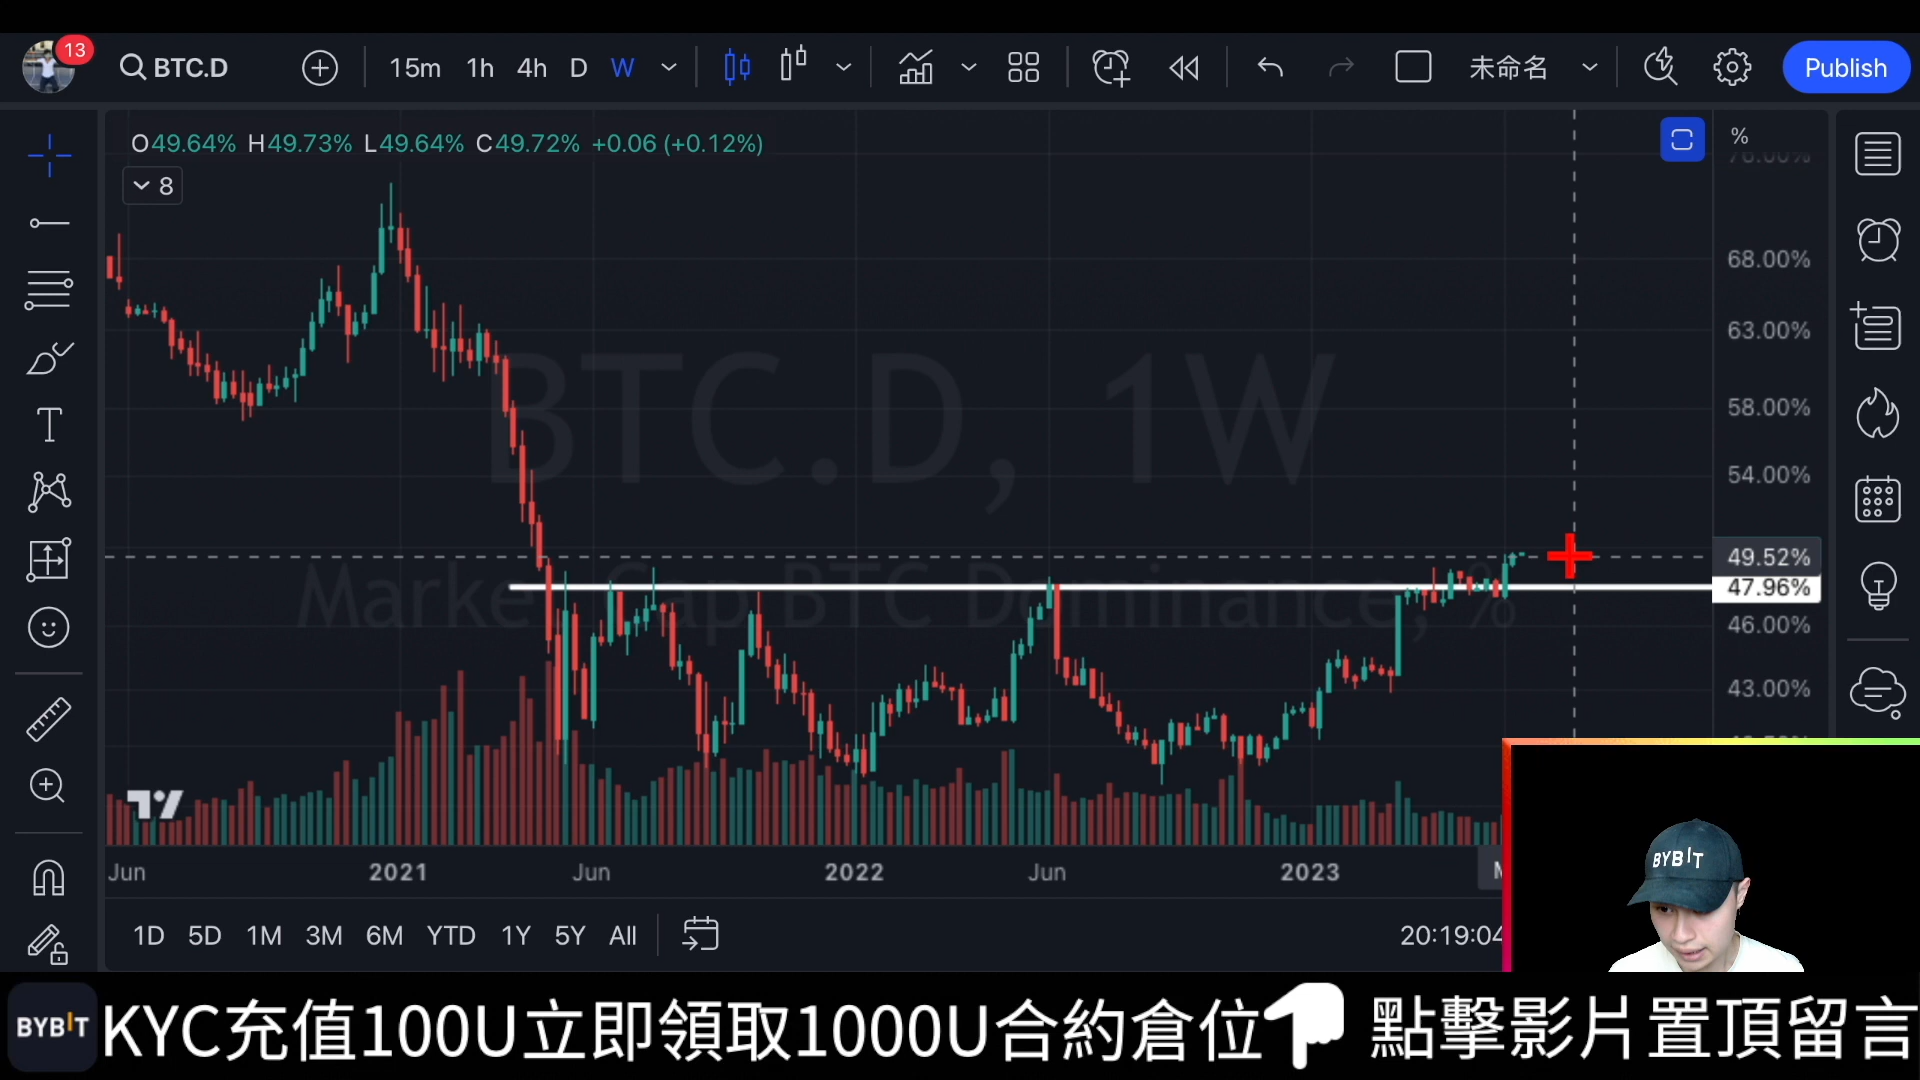 13
BTC.D
15m 1h 4h D W
未命名
Publish
O49.64% H49.73% L49.64% C49.72% +0.06 (+0.12%)
8
%
68.00%
63.00%
58.00%
54.00%
49.52%
47.96%
46.00%
43.00%
BTC.D, 1W
Market Cap BTC Dominance, %
Jun 2021 Jun 2022 Jun 2023
1D 5D 1M 3M 6M YTD 1Y 5Y All
20:19:04
BYBIT
BYBIT KYC充值100U立即領取1000U合約倉位 點擊影片置頂留言